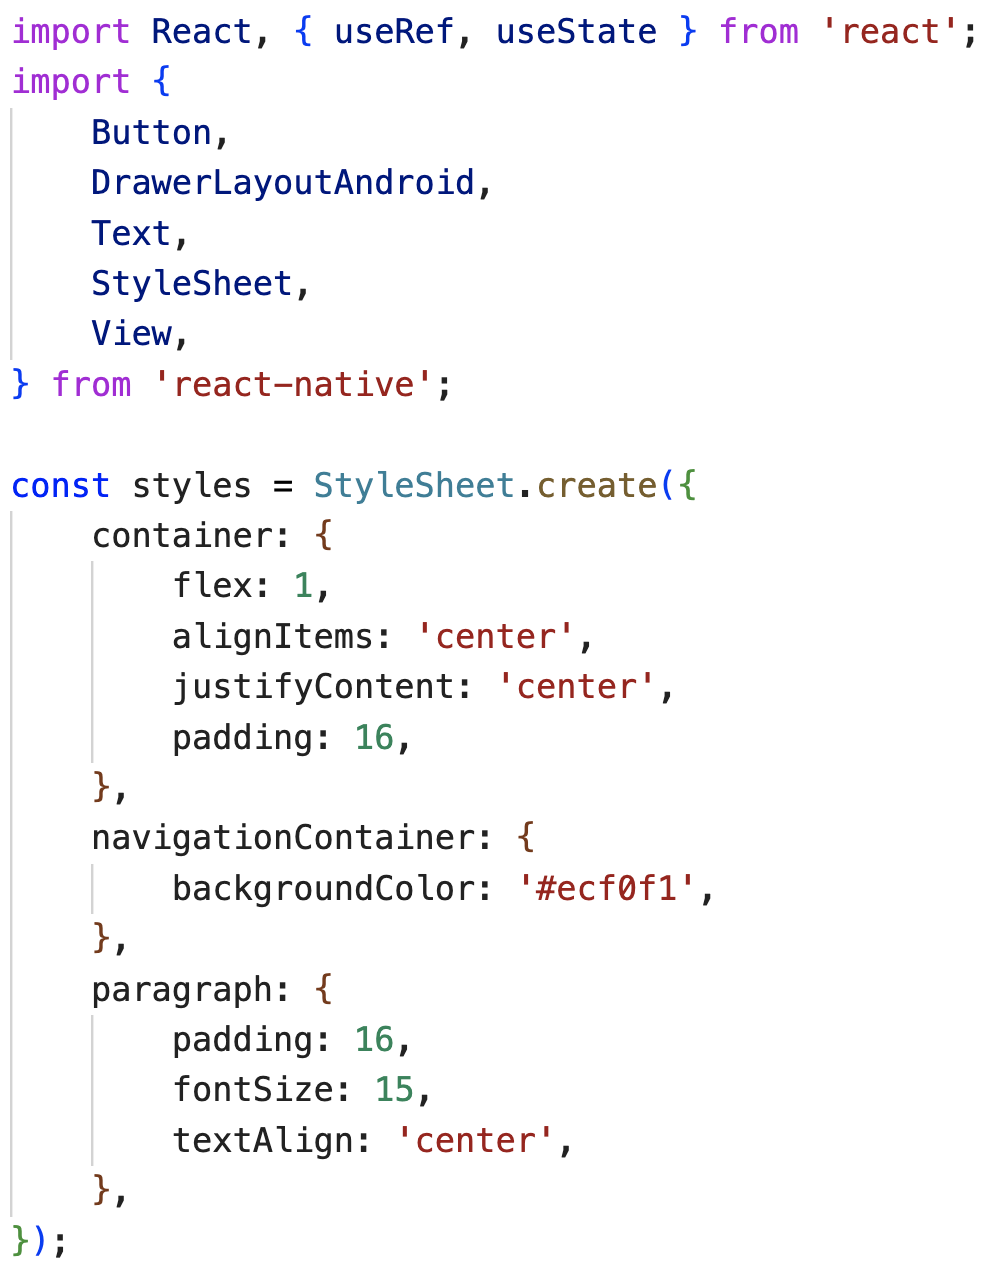 import React, { useRef, useState } from 'react';
import {
    Button,
    DrawerLayoutAndroid,
    Text,
    StyleSheet,
    View,
} from 'react-native';

const styles = StyleSheet.create({
    container: {
        flex: 1,
        alignItems: 'center',
        justifyContent: 'center',
        padding: 16,
    },
    navigationContainer: {
        backgroundColor: '#ecf0f1',
    },
    paragraph: {
        padding: 16,
        fontSize: 15,
        textAlign: 'center',
    },
});